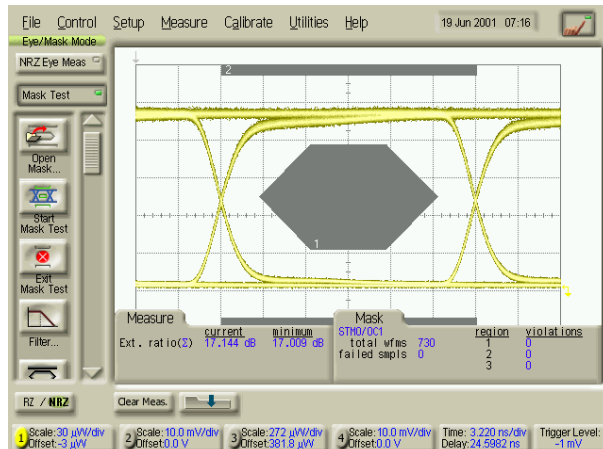 File Control Setup Measure Calibrate Utilities Help 19 Jun 2001 07:16
Eye/Mask Mode
NRZ Eye Meas
Mask Test
Open
Mask...
Start
Mask Test
Exit
Mask Test
Filter...
2
1
Measure
current minimum
Ext. ratio(Σ) 17.144 dB 17.009 dB
Mask
STM0/OC1 region violations
total wfms 730 1 0
failed smpls 0 2 0
3 0
RZ / NRZ
Clear Meas.
1 Scale:30 µW/div
Offset:-3 µW
2 Scale:10.0 mV/div
Offset:0.0 V
3 Scale:272 µW/div
Offset:381.8 µW
4 Scale:10.0 mV/div
Offset:0.0 V
Time: 3.220 ns/div
Delay:24.5982 ns
Trigger Level:
-1 mV